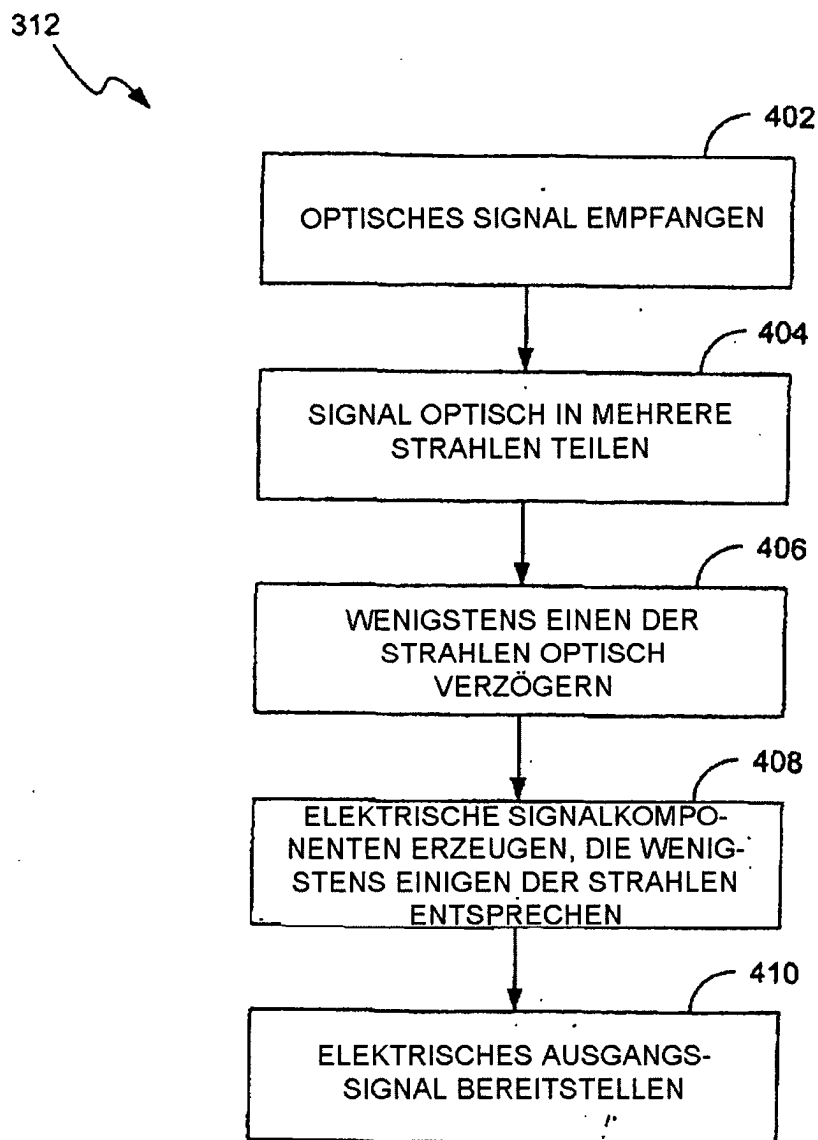 312
402
OPTISCHES SIGNAL EMPFANGEN
404
SIGNAL OPTISCH IN MEHRERE
STRAHLEN TEILEN
406
WENIGSTENS EINEN DER
STRAHLEN OPTISCH
VERZÖGERN
408
ELEKTRISCHE SIGNALKOMPO-
NENTEN ERZEUGEN, DIE WENIG-
STENS EINIGEN DER STRAHLEN
ENTSPRECHEN
410
ELEKTRISCHES AUSGANGS-
SIGNAL BEREITSTELLEN